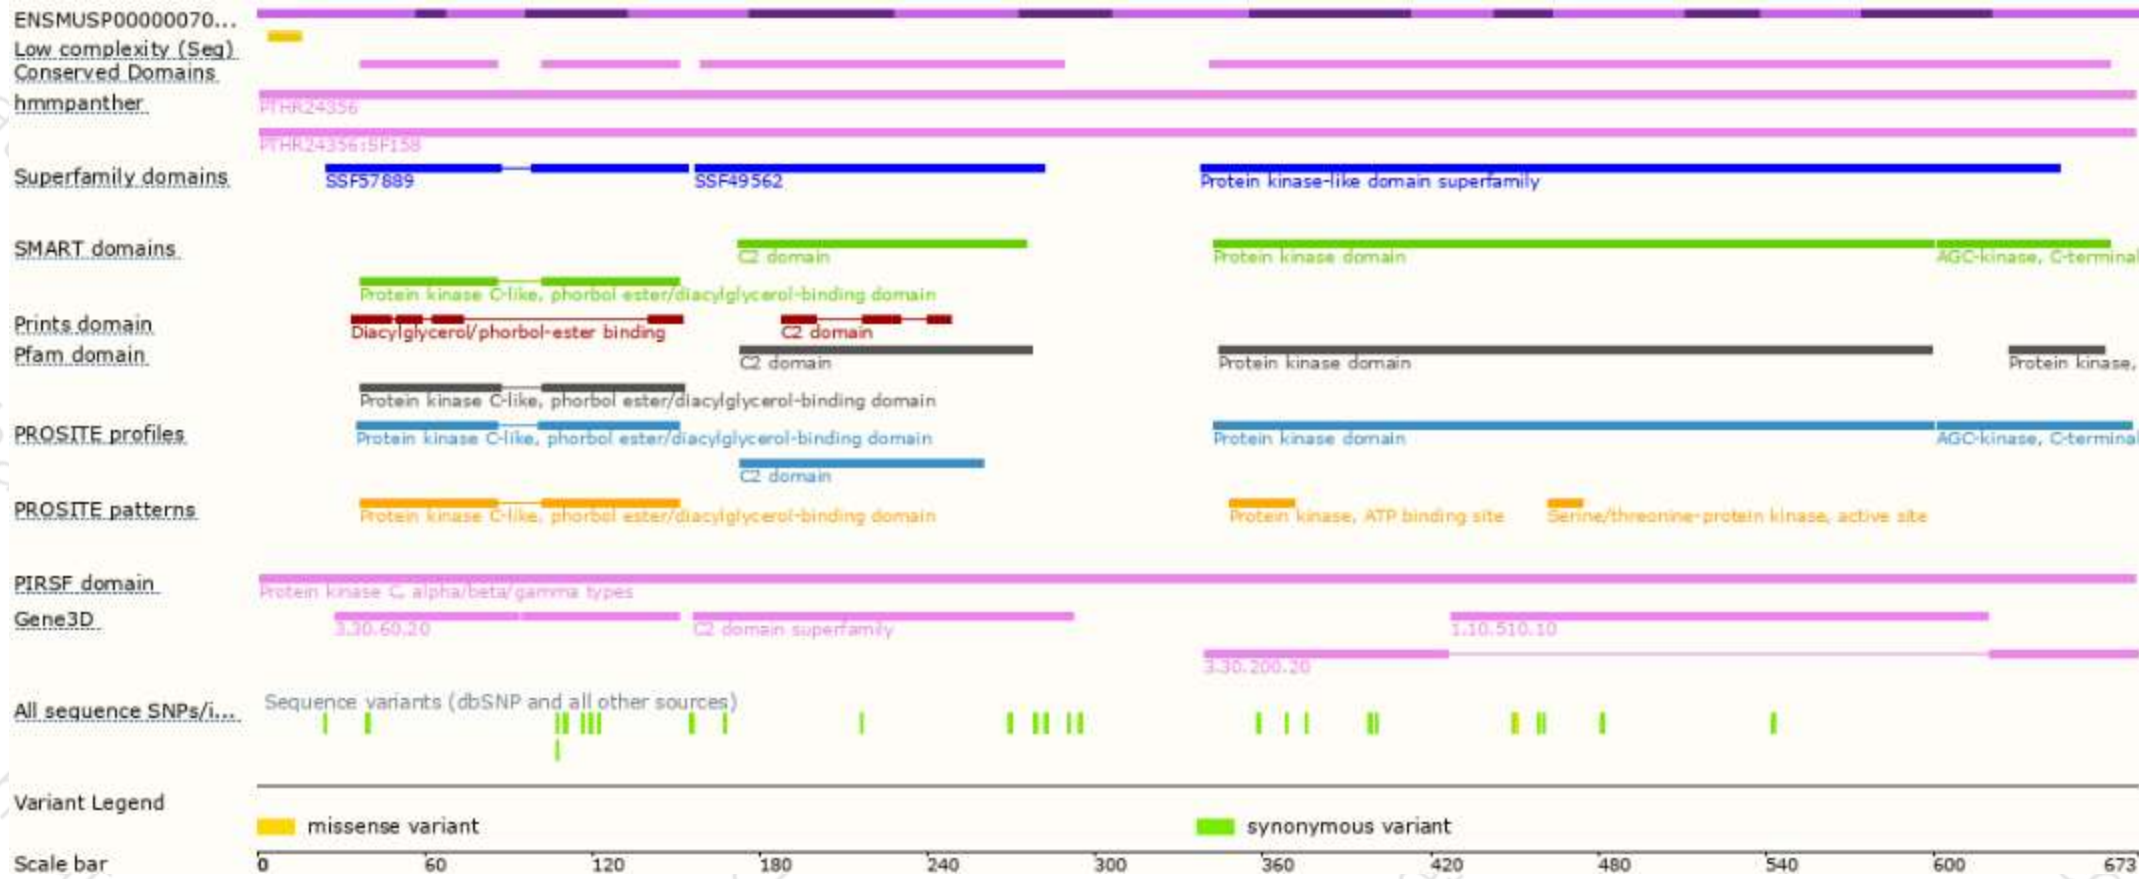 ENSMUSP00000070...
Low complexity (Seg)
Conserved Domains
hmmpanther
PTHR24356
PTHR24356:SF158
Superfamily domains
SSF57889 SSF49562 Protein kinase-like domain superfamily
SMART domains
C2 domain Protein kinase domain AGC-kinase, C-terminal
Protein kinase C-like, phorbol ester/diacylglycerol-binding domain
Prints domain
Diacylglycerol/phorbol-ester binding C2 domain
Pfam domain
C2 domain Protein kinase domain Protein kinase,
Protein kinase C-like, phorbol ester/diacylglycerol-binding domain
PROSITE profiles
Protein kinase C-like, phorbol ester/diacylglycerol-binding domain Protein kinase domain AGC-kinase, C-terminal
C2 domain
PROSITE patterns
Protein kinase C-like, phorbol ester/diacylglycerol-binding domain Protein kinase, ATP binding site Serine/threonine-protein kinase, active site
PIRSF domain
Protein kinase C, alpha/beta/gamma types
Gene3D
3.30.60.20 C2 domain superfamily 1.10.510.10
3.30.200.20
All sequence SNPs/i...
Sequence variants (dbSNP and all other sources)
Variant Legend
missense variant synonymous variant
Scale bar 0 60 120 180 240 300 360 420 480 540 600 673